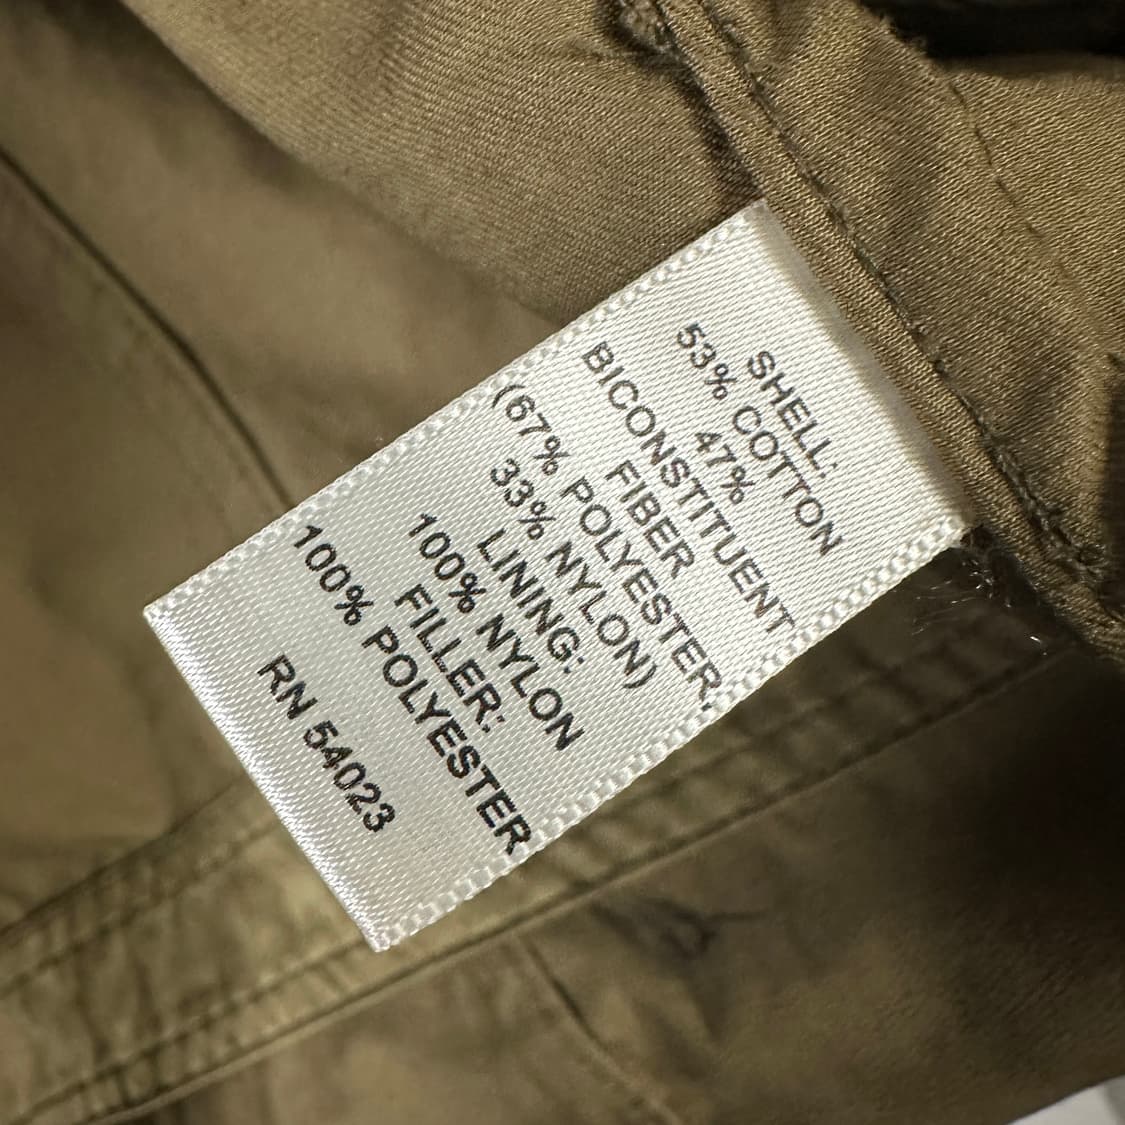 SHELL:
53% COTTON
47%
BICONSTITUENT
FIBER
(67% POLYESTER,
33% NYLON)
LINING:
100% NYLON
FILLER:
100% POLYESTER
RN 54023